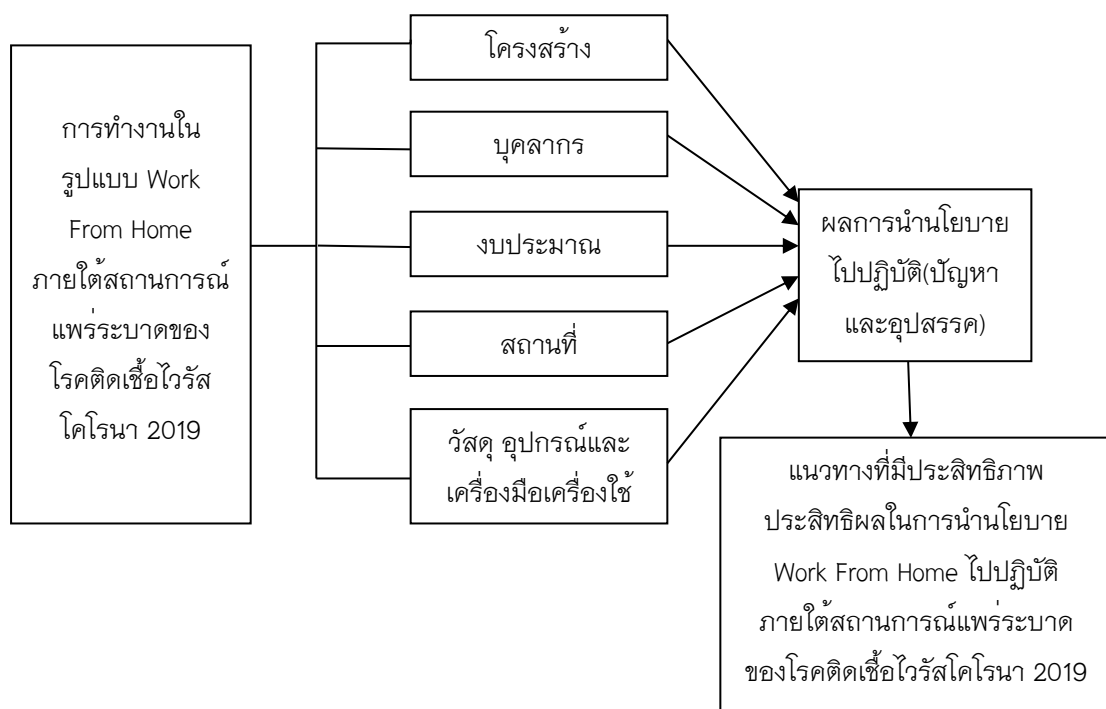 การทำงานใน
รูปแบบ Work
From Home
ภายใต้สถานการณ์
แพร่ระบาดของ
โรคติดเชื้อไวรัส
โคโรนา 2019
โครงสร้าง
บุคลากร
งบประมาณ
สถานที่
วัสดุ อุปกรณ์และ
เครื่องมือเครื่องใช้
ผลการนำนโยบาย
ไปปฏิบัติ(ปัญหา
และอุปสรรค)
แนวทางที่มีประสิทธิภาพ
ประสิทธิผลในการนำนโยบาย
Work From Home ไปปฏิบัติ
ภายใต้สถานการณ์แพร่ระบาด
ของโรคติดเชื้อไวรัสโคโรนา 2019